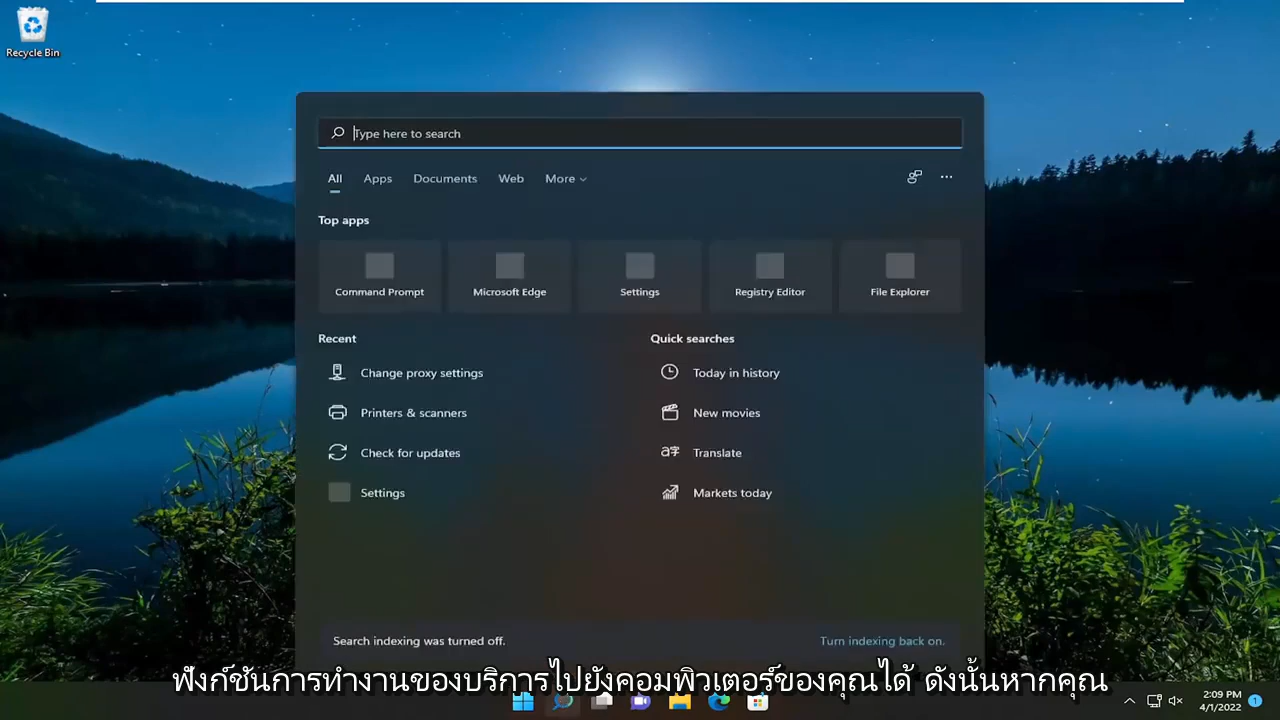 Recycle Bin
Type here to search
All Apps Documents Web More
Top apps
Command Prompt Microsoft Edge Settings Registry Editor File Explorer
Recent Quick searches
Change proxy settings Today in history
Printers & scanners New movies
Check for updates Translate
Settings Markets today
Search indexing was turned off. Turn indexing back on.
ฟังก์ชันการทำงานของบริการไปยังคอมพิวเตอร์ของคุณได้ ดังนั้นหากคุณ
2:09 PM
4/1/2022
1